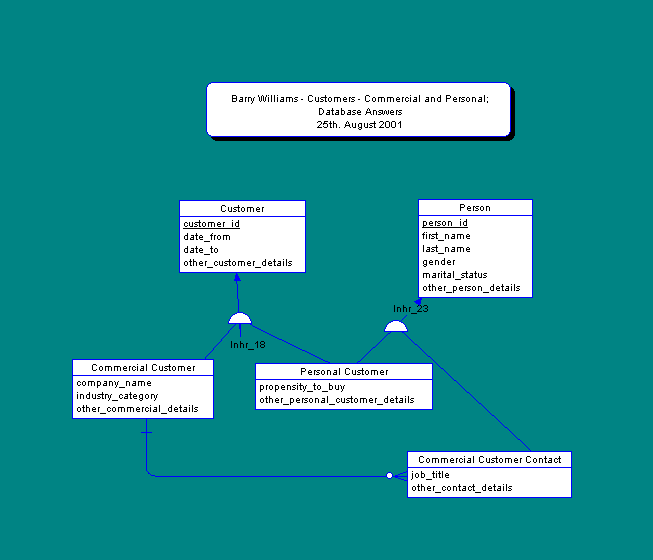 Barry Williams - Customers - Commercial and Personal;
Database Answers
25th. August 2001
Customer
customer_id
date_from
date_to
other_customer_details
Person
person_id
first_name
last_name
gender
marital_status
other_person_details
Inhr_23
Inhr_18
Commercial Customer
company_name
industry_category
other_commercial_details
Personal Customer
propensity_to_buy
other_personal_customer_details
Commercial Customer Contact
job_title
other_contact_details